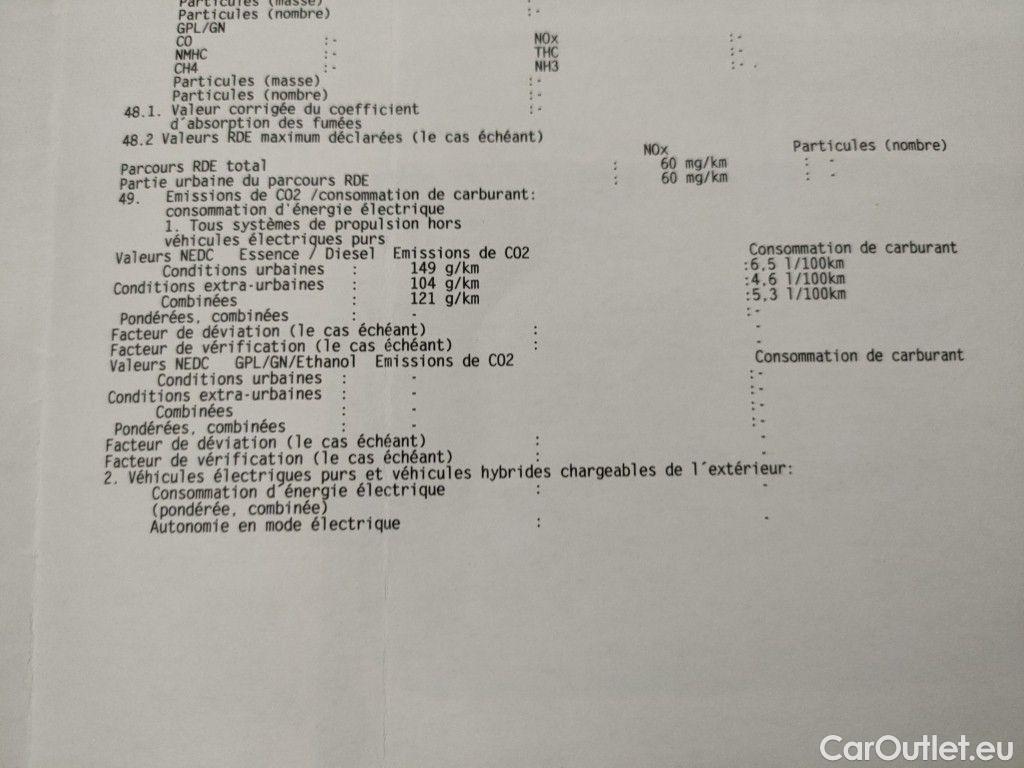 Particules (masse) :-
Particules (nombre) :-
GPL/GN
CO :- NOx :-
NMHC :- THC :-
CH4 :- NH3 :-
Particules (masse) :-
Particules (nombre) :-
48.1. Valeur corrigée du coefficient :-
d´absorption des fumées
48.2 Valeurs RDE maximum déclarées (le cas échéant)
NOx Particules (nombre)
Parcours RDE total : 60 mg/km : -
Partie urbaine du parcours RDE : 60 mg/km : -
49. Emissions de CO2 /consommation de carburant:
consommation d'énergie électrique
1. Tous systèmes de propulsion hors
véhicules électriques purs
Valeurs NEDC Essence / Diesel Emissions de CO2 Consommation de carburant
Conditions urbaines : 149 g/km :6,5 l/100km
Conditions extra-urbaines : 104 g/km :4,6 l/100km
Combinées : 121 g/km :5,3 l/100km
Pondérées, combinées : - :-
Facteur de déviation (le cas échéant) : -
Facteur de vérification (le cas échéant) : -
Valeurs NEDC GPL/GN/Ethanol Emissions de CO2 Consommation de carburant
Conditions urbaines : - :-
Conditions extra-urbaines : - :-
Combinées : - :-
Pondérées, combinées : - :-
Facteur de déviation (le cas échéant) : -
Facteur de vérification (le cas échéant) : -
2. Véhicules électriques purs et véhicules hybrides chargeables de l´extérieur:
Consommation d´énergie électrique : -
(pondérée, combinée)
Autonomie en mode électrique : -
CarOutlet.eu